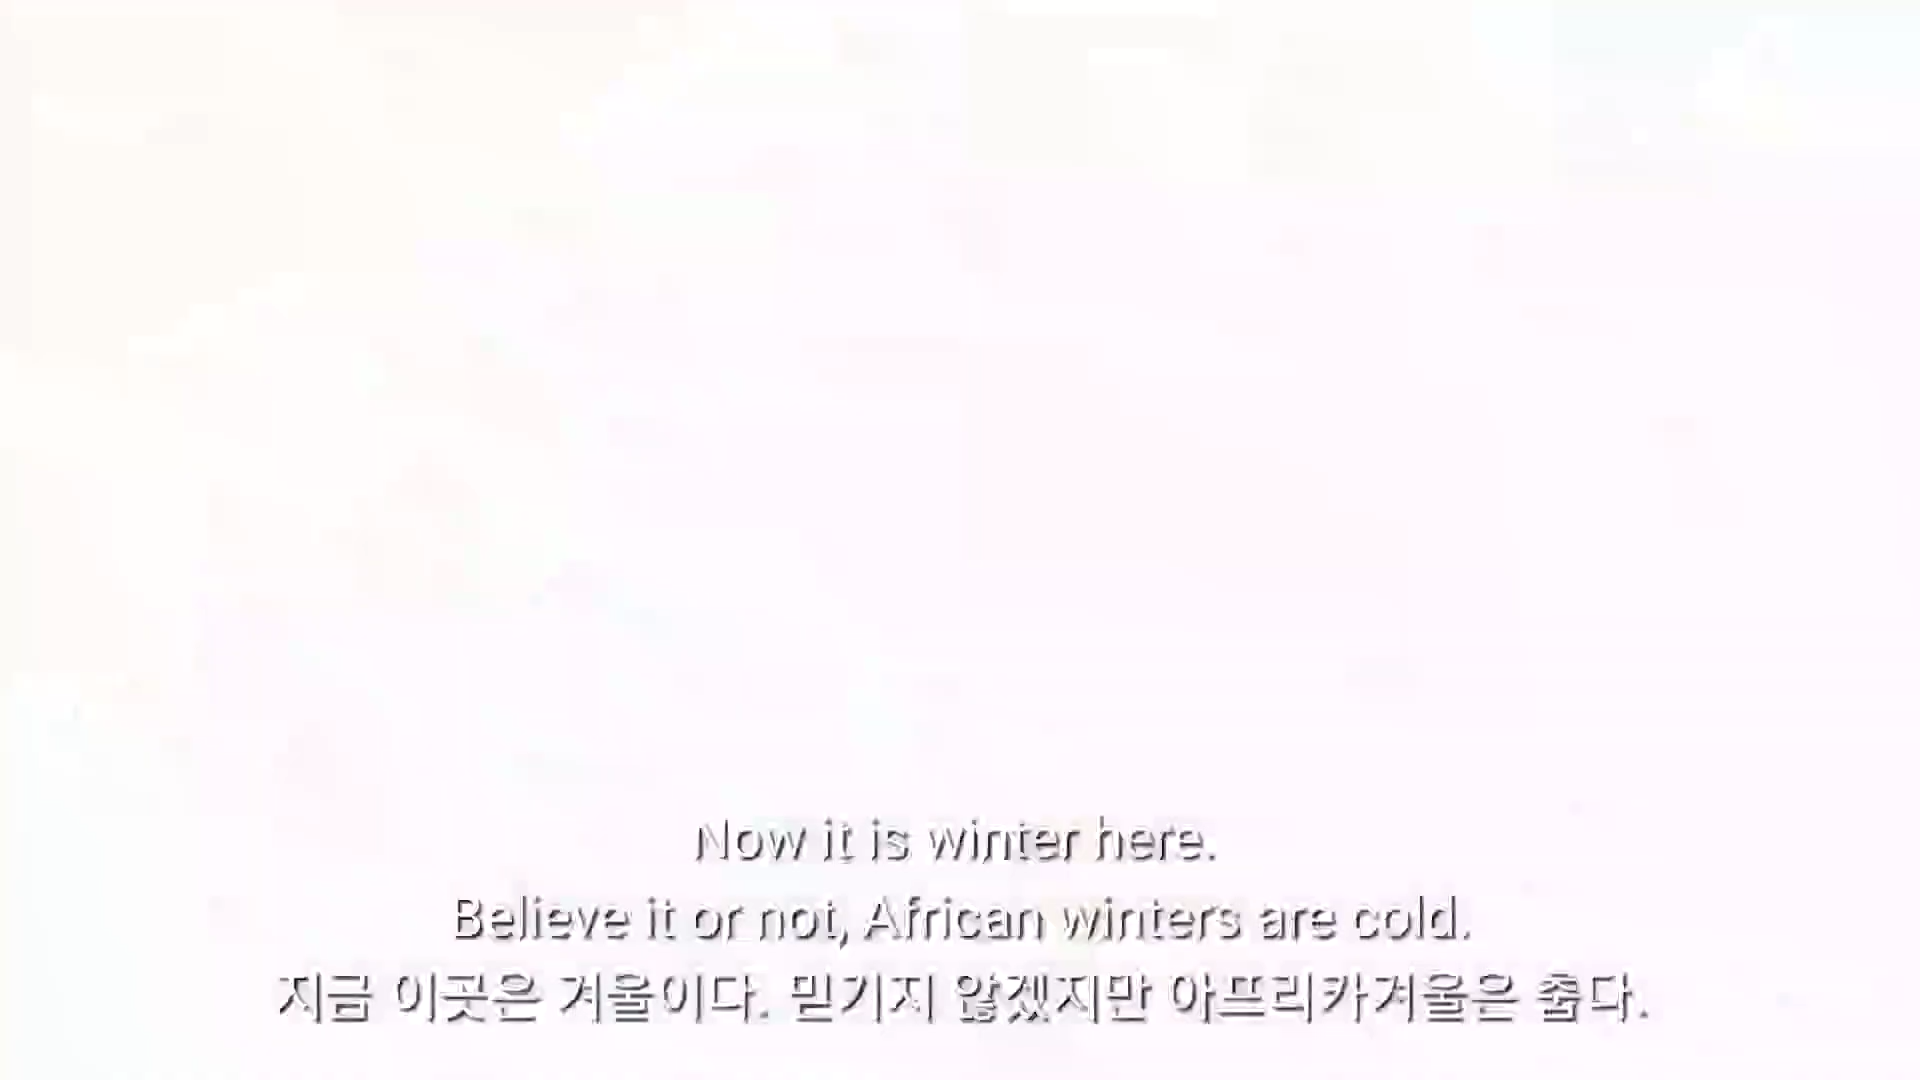 Now it is winter here.
Believe it or not, African winters are cold.
지금 이곳은 겨울이다. 믿기지 않겠지만 아프리카겨울은 춥다.